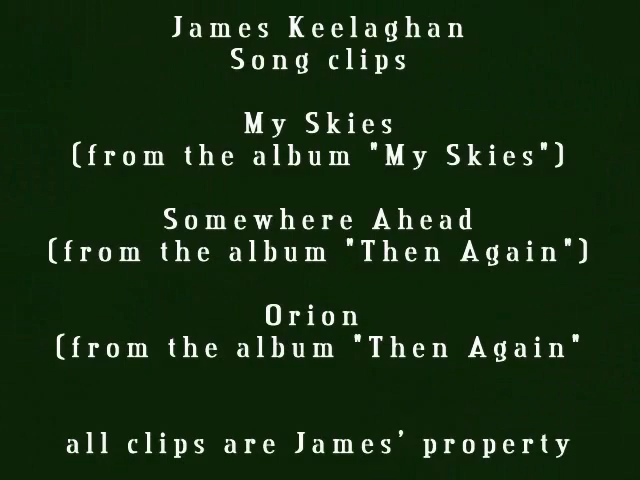 James Keelaghan
Song clips
My Skies
(from the album "My Skies")
Somewhere Ahead
(from the album "Then Again")
Orion
(from the album "Then Again"
all clips are James' property